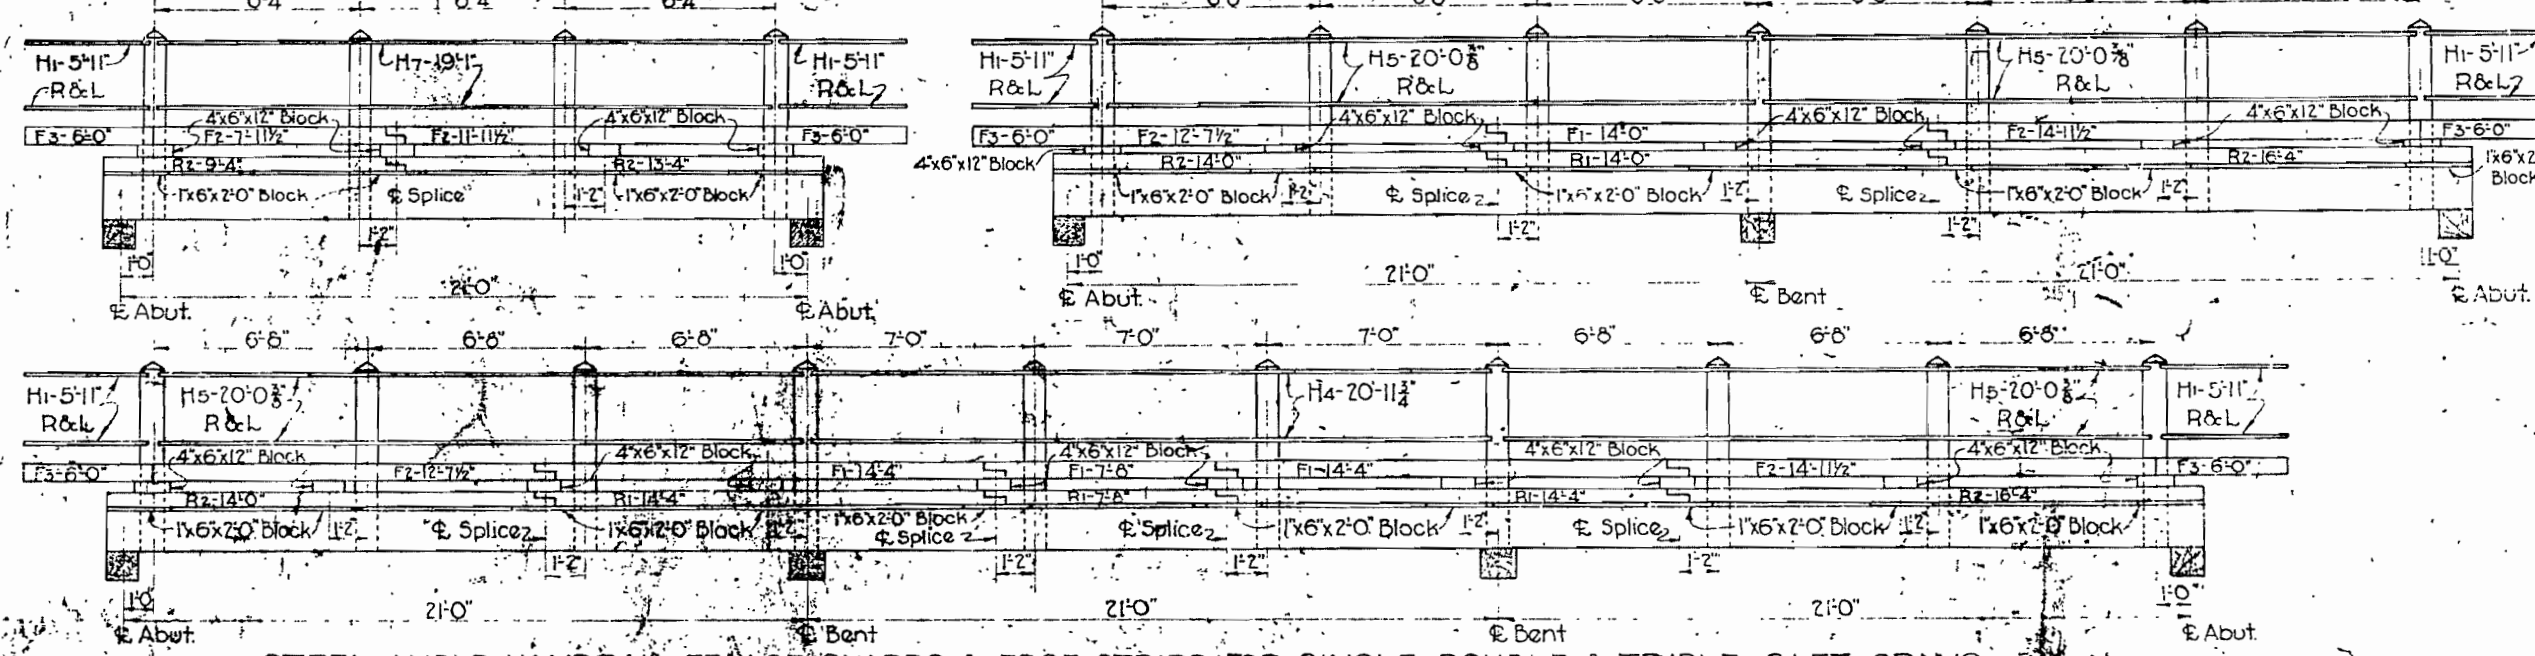 6'-4" 6'-4" 6'-4"
H1-5'-11" R&L
H7-19'-1"
H1-5'-11" R&L
4"x6"x12" Block 4"x6"x12" Block
F3-6'-0" F2-7'-11½" F2-11'-11½" F3-6'-0"
R2-9'-4" R2-13'-4"
1"x6"x2'-0" Block ℄ Splice 1'-2" 1"x6"x2'-0" Block
1'-2"
1'-0" 1'-0"
21'-0"
℄ Abut. ℄ Abut.
H1-5'-11" R&L
H5-20'-0⅜" R&L
H5-20'-0⅜" R&L
H1-5'-11" R&L
4"x6"x12" Block 4"x6"x12" Block 4"x6"x12" Block
F3-6'-0" F2-12'-7½" F1-14'-0" F2-14'-11½" F3-6'-0"
4"x6"x12" Block R2-14'-0" R1-14'-0" R2-16'-4"
1"x6"x2'-0" Block 1'-2" ℄ Splice 1"x6"x2'-0" Block 1'-2" ℄ Splice 1"x6"x2'-0" Block 1'-2" Block
1'-2" 1'-2"
1'-0" 1'-0"
21'-0" 21'-0"
℄ Abut. ℄ Bent ℄ Abut.
6'-8" 6'-8" 6'-8" 7'-0" 7'-0" 7'-0" 6'-8" 6'-8" 6'-8"
H1-5'-11" R&L
H5-20'-0⅜" R&L
H4-20'-11¾"
H5-20'-0⅜" R&L
H1-5'-11" R&L
4"x6"x12" Block 4"x6"x12" Block 4"x6"x12" Block 4"x6"x12" Block 4"x6"x12" Block
F3-6'-0" F2-12'-7½" F1-14'-4" F1-7'-8" F1-14'-4" F2-14'-11½" F3-6'-0"
R2-14'-0" R1-14'-4" R1-7'-8" R1-14'-4" R2-16'-4"
1"x6"x2'-0" Block 1'-2" ℄ Splice 1"x6"x2'-0" Block 1'-2" 1"x6"x2'-0" Block ℄ Splice ℄ Splice 1"x6"x2'-0" Block 1'-2" ℄ Splice 1"x6"x2'-0" Block 1'-2" 1"x6"x2'-0" Block
1'-2" 1'-2" 1'-2" 1'-2"
1'-0" 1'-0"
21'-0" 21'-0" 21'-0"
℄ Abut. ℄ Bent ℄ Bent ℄ Abut.